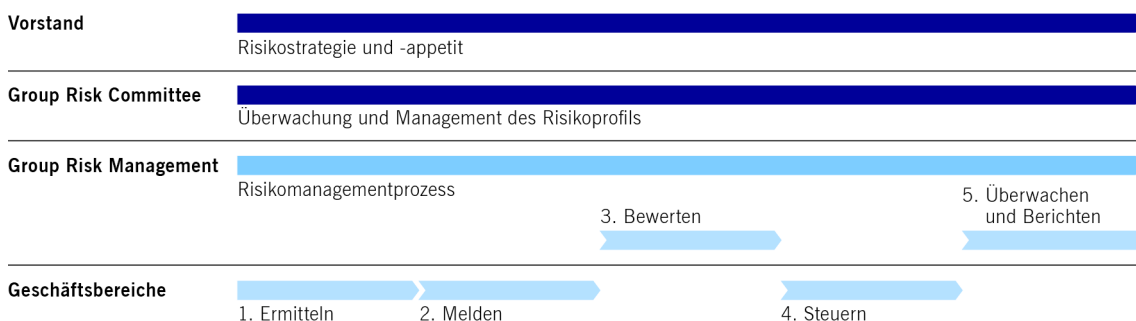 Vorstand
Risikostrategie und -appetit
Group Risk Committee
Überwachung und Management des Risikoprofils
Group Risk Management
Risikomanagementprozess
3. Bewerten
5. Überwachen
und Berichten
Geschäftsbereiche
1. Ermitteln
2. Melden
4. Steuern